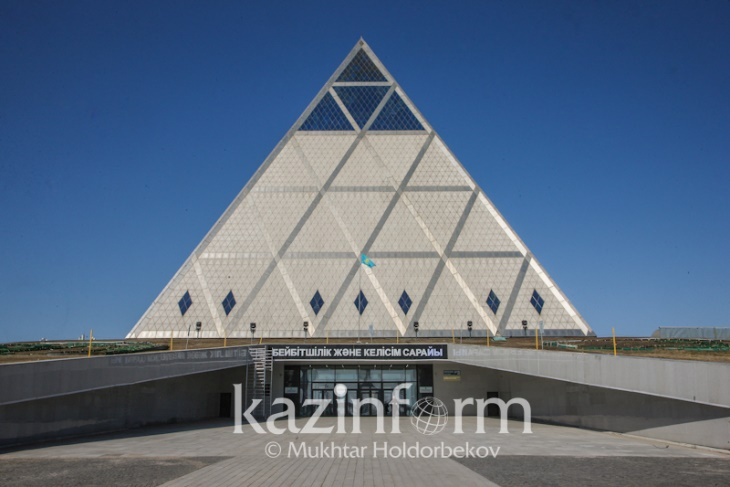 БЕЙБІТШІЛІК ЖӘНЕ КЕЛІСІМ САРАЙЫ
kazinform
© Mukhtar Holdorbekov